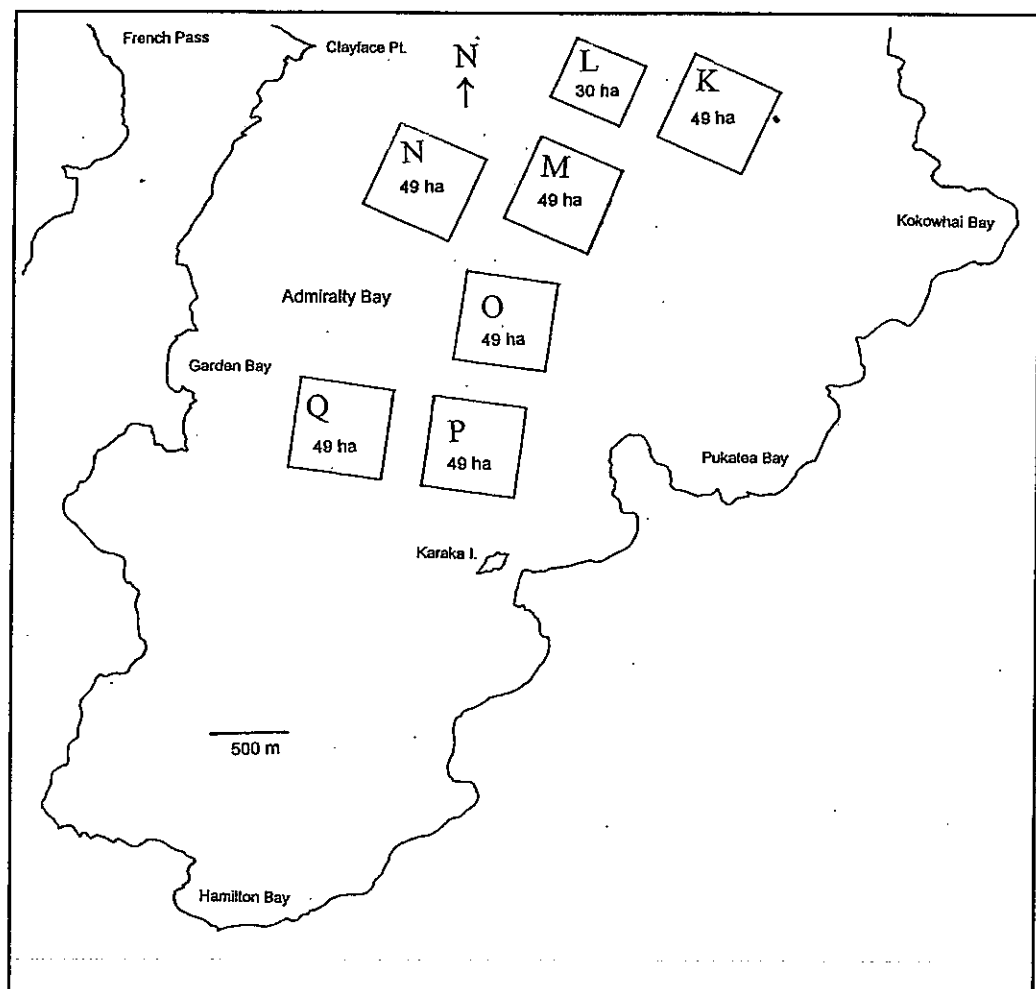 French Pass
Clayface Pt.
N
↑
L
30 ha
K
49 ha
N
49 ha
M
49 ha
Kokowhai Bay
Admiralty Bay
O
49 ha
Garden Bay
Q
49 ha
P
49 ha
Pukatea Bay
Karaka I.
500 m
Hamilton Bay